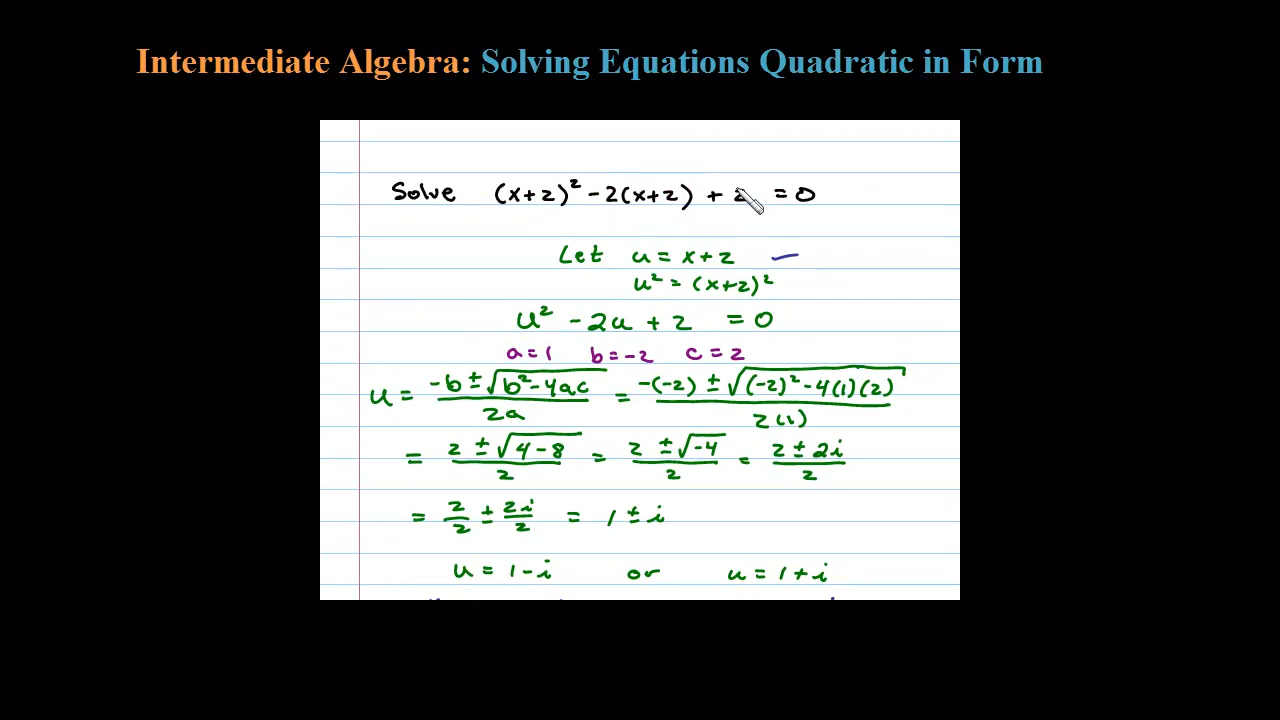 Intermediate Algebra: Solving Equations Quadratic in Form
Solve (x+2)² - 2(x+2) + 2 = 0
Let u = x+2
u² = (x+2)²
u² - 2u + 2 = 0
a=1 b=-2 c=2
u = (-b ± √(b²-4ac))/(2a) = (-(-2) ± √((-2)²-4(1)(2)))/(2(1))
= (2 ± √(4-8))/2 = (2 ± √-4)/2 = (2 ± 2i)/2
= 2/2 ± 2i/2 = 1 ± i
u = 1-i or u = 1+i